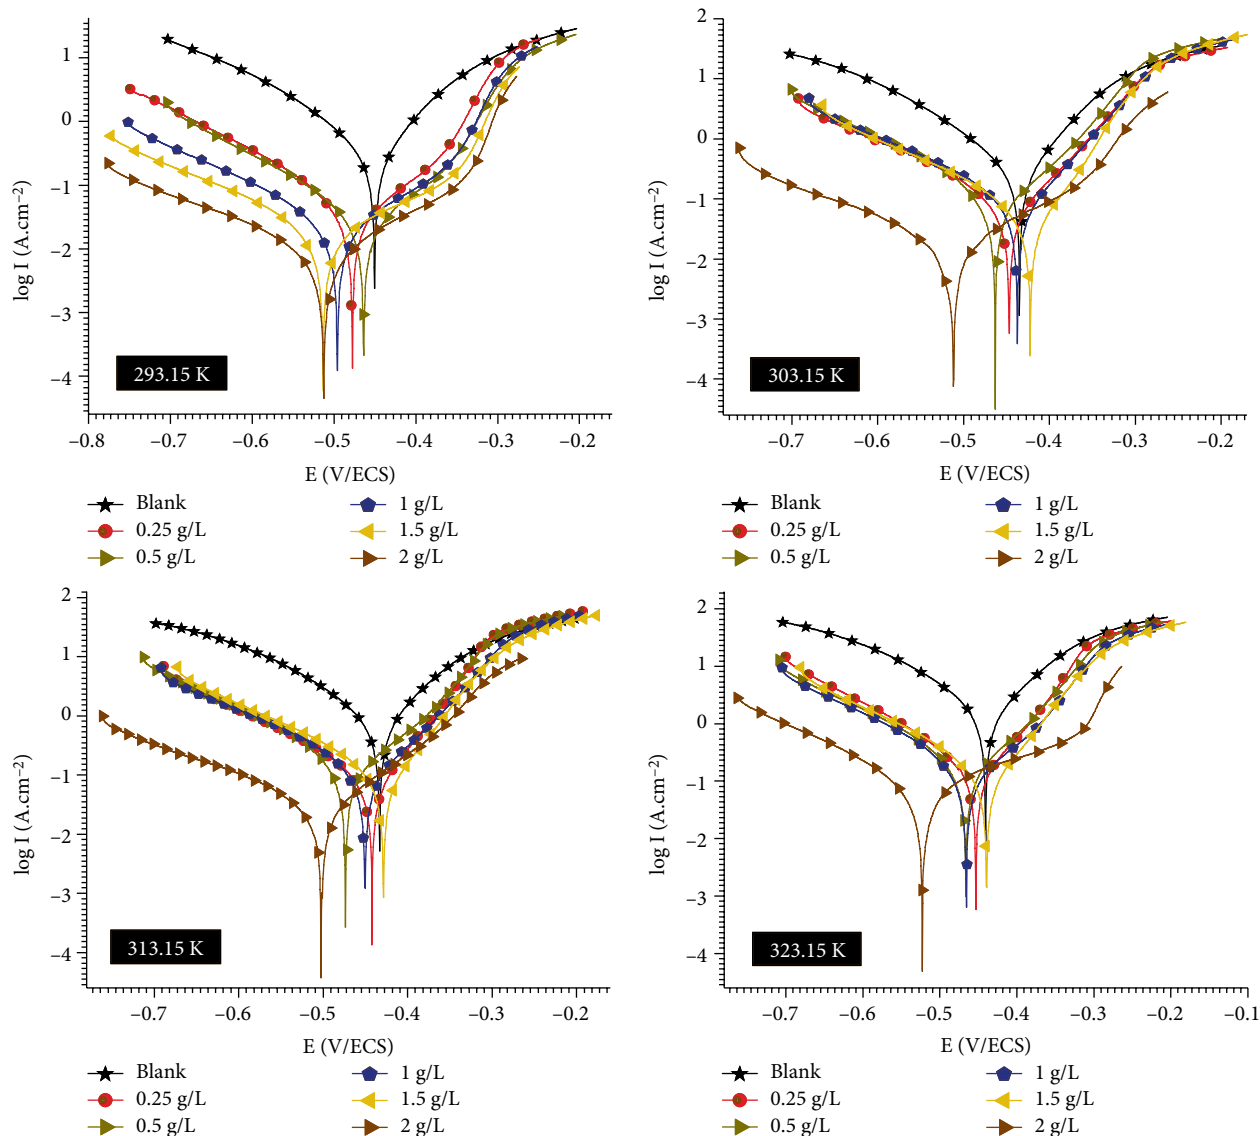 1
0
−1
−2
−3
−4
log I (A.cm⁻²)
293.15 K
−0.8 −0.7 −0.6 −0.5 −0.4 −0.3 −0.2
E (V/ECS)
Blank 1 g/L
0.25 g/L 1.5 g/L
0.5 g/L 2 g/L
2
1
0
−1
−2
−3
−4
log I (A.cm⁻²)
303.15 K
−0.7 −0.6 −0.5 −0.4 −0.3 −0.2
E (V/ECS)
Blank 1 g/L
0.25 g/L 1.5 g/L
0.5 g/L 2 g/L
2
1
0
−1
−2
−3
−4
log I (A.cm⁻²)
313.15 K
−0.7 −0.6 −0.5 −0.4 −0.3 −0.2
E (V/ECS)
Blank 1 g/L
0.25 g/L 1.5 g/L
0.5 g/L 2 g/L
2
1
0
−1
−2
−3
−4
log I (A.cm⁻²)
323.15 K
−0.7 −0.6 −0.5 −0.4 −0.3 −0.2 −0.1
E (V/ECS)
Blank 1 g/L
0.25 g/L 1.5 g/L
0.5 g/L 2 g/L